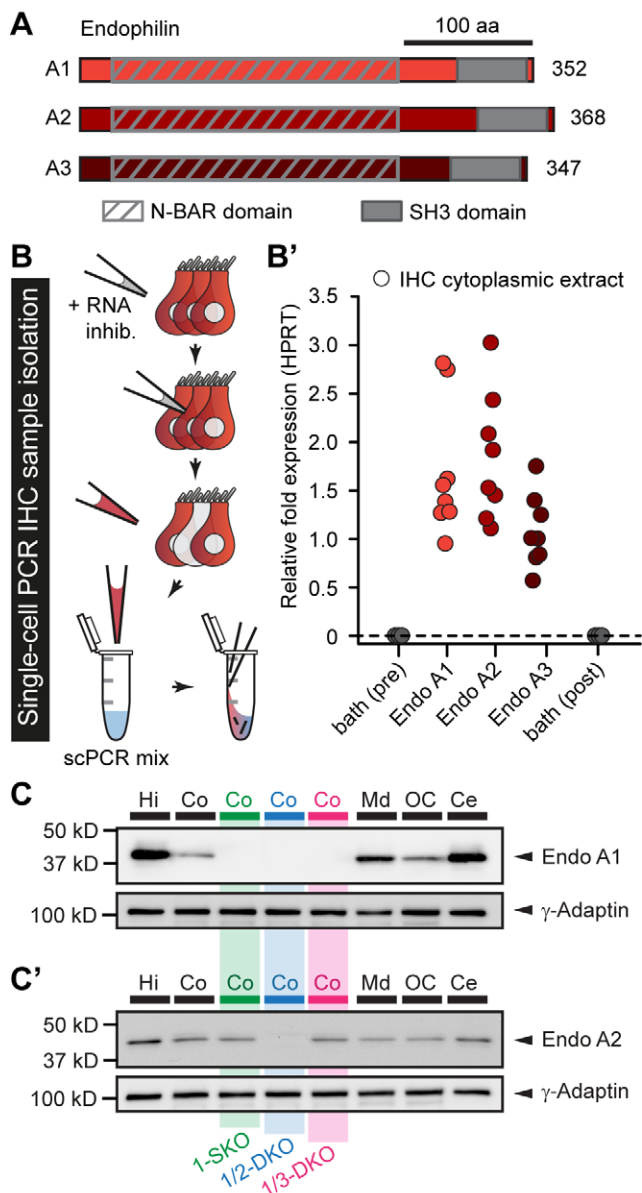 A
Endophilin
100 aa
A1
352
A2
368
A3
347
N-BAR domain
SH3 domain
B
Single-cell PCR IHC sample isolation
+ RNA
inhib.
scPCR mix
B'
IHC cytoplasmic extract
Relative fold expression (HPRT)
3.5
3.0
2.5
2.0
1.5
1.0
0.5
0
bath (pre)
Endo A1
Endo A2
Endo A3
bath (post)
C
Hi Co Co Co Co Md OC Ce
50 kD
37 kD
Endo A1
100 kD
γ-Adaptin
C'
Hi Co Co Co Co Md OC Ce
50 kD
37 kD
Endo A2
100 kD
γ-Adaptin
1-SKO
1/2-DKO
1/3-DKO